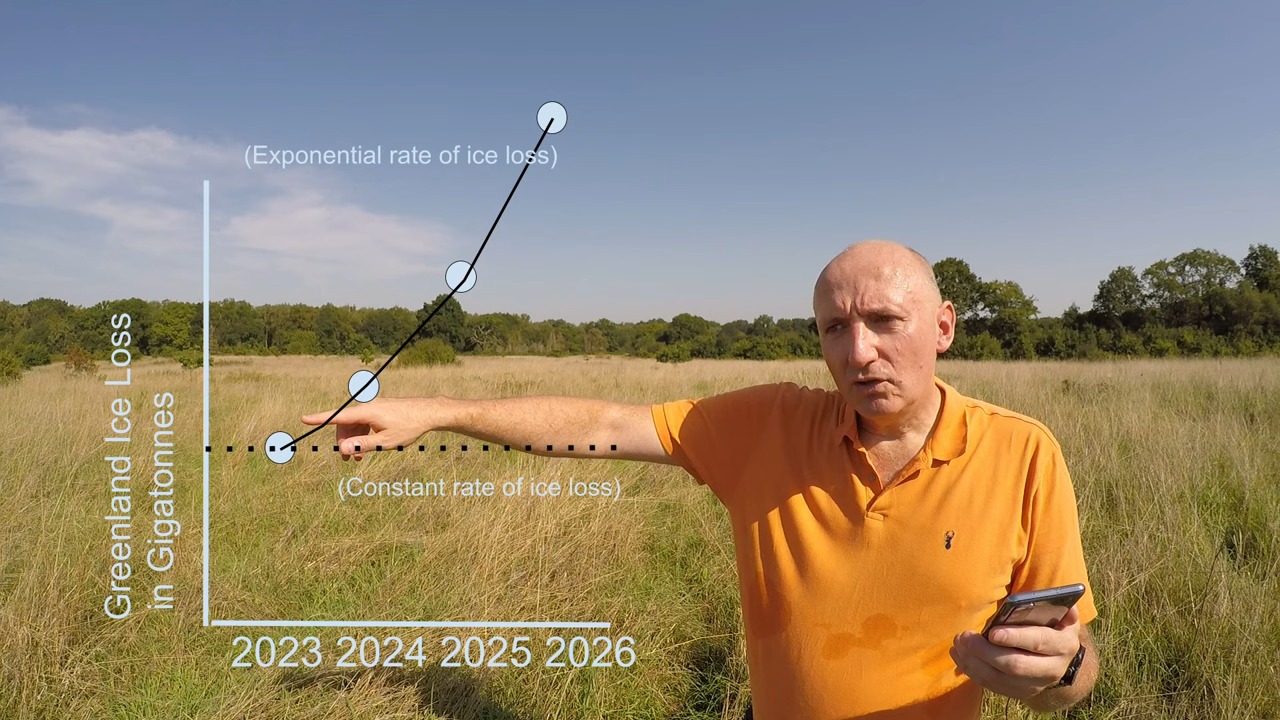 (Exponential rate of ice loss)
Greenland Ice Loss
in Gigatonnes
(Constant rate of ice loss)
2023 2024 2025 2026